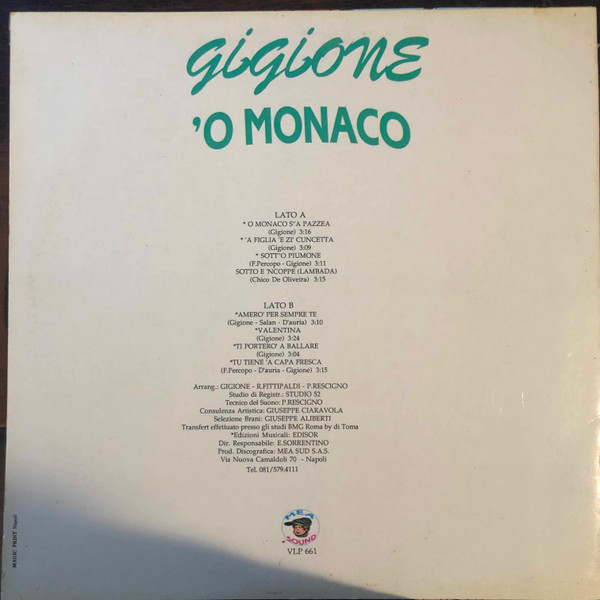 GIGIONE
'O MONACO
LATO A
* O MONACO S''A PAZZEA
(Gigione) 3:16
* 'A FIGLIA 'E ZI' CUNCETTA
(Gigione) 3:09
* SOTT''O PIUMONE
(F.Percopo - Gigione) 3:11
SOTTO E 'NCOPPE (LAMBADA)
(Chico De Oliveira) 3:15
LATO B
*AMERO' PER SEMPRE TE
(Gigione - Salan - D'auria) 3:10
*VALENTINA
(Gigione) 3:24
*TI PORTERO' A BALLARE
(Gigione) 3:04
*TU TIENE 'A CAPA FRESCA
(F.Percopo - D'auria - Gigione) 3:15
Arrang.: GIGIONE - R.FITTIPALDI - P.RESCIGNO
Studio di Registr.: STUDIO 52
Tecnico del Suono: P.RESCIGNO
Consulenza Artistica: GIUSEPPE CIARAVOLA
Selezione Brani: GIUSEPPE ALIBERTI
Transfert effettuato presso gli studi BMG Roma by di Toma
*Edizioni Musicali: EDISOR
Dir. Responsabile: E.SORRENTINO
Prod. Discografica: MEA SUD S.A.S.
Via Nuova Camaldoli 70 - Napoli
Tel. 081/579.4111
MEA
SOUND
VLP 661
MAGIC PRINT Napoli